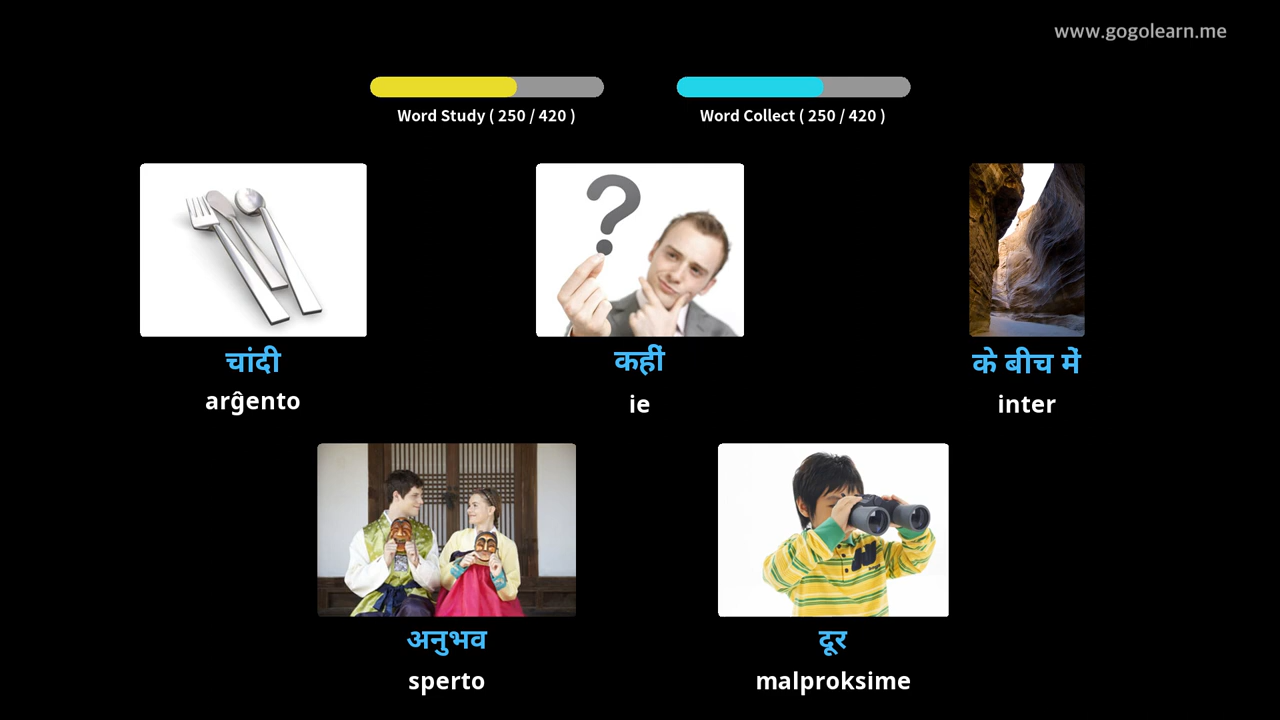 www.gogolearn.me
Word Study ( 250 / 420 )
Word Collect ( 250 / 420 )
चांदी
arĝento
कहीं
ie
के बीच में
inter
अनुभव
sperto
दूर
malproksime